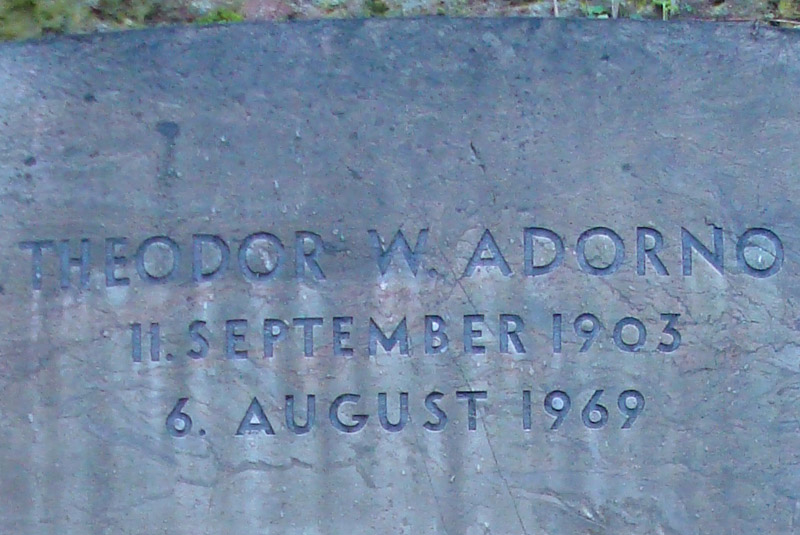 THEODOR W. ADORNO
11. SEPTEMBER 1903
6. AUGUST 1969